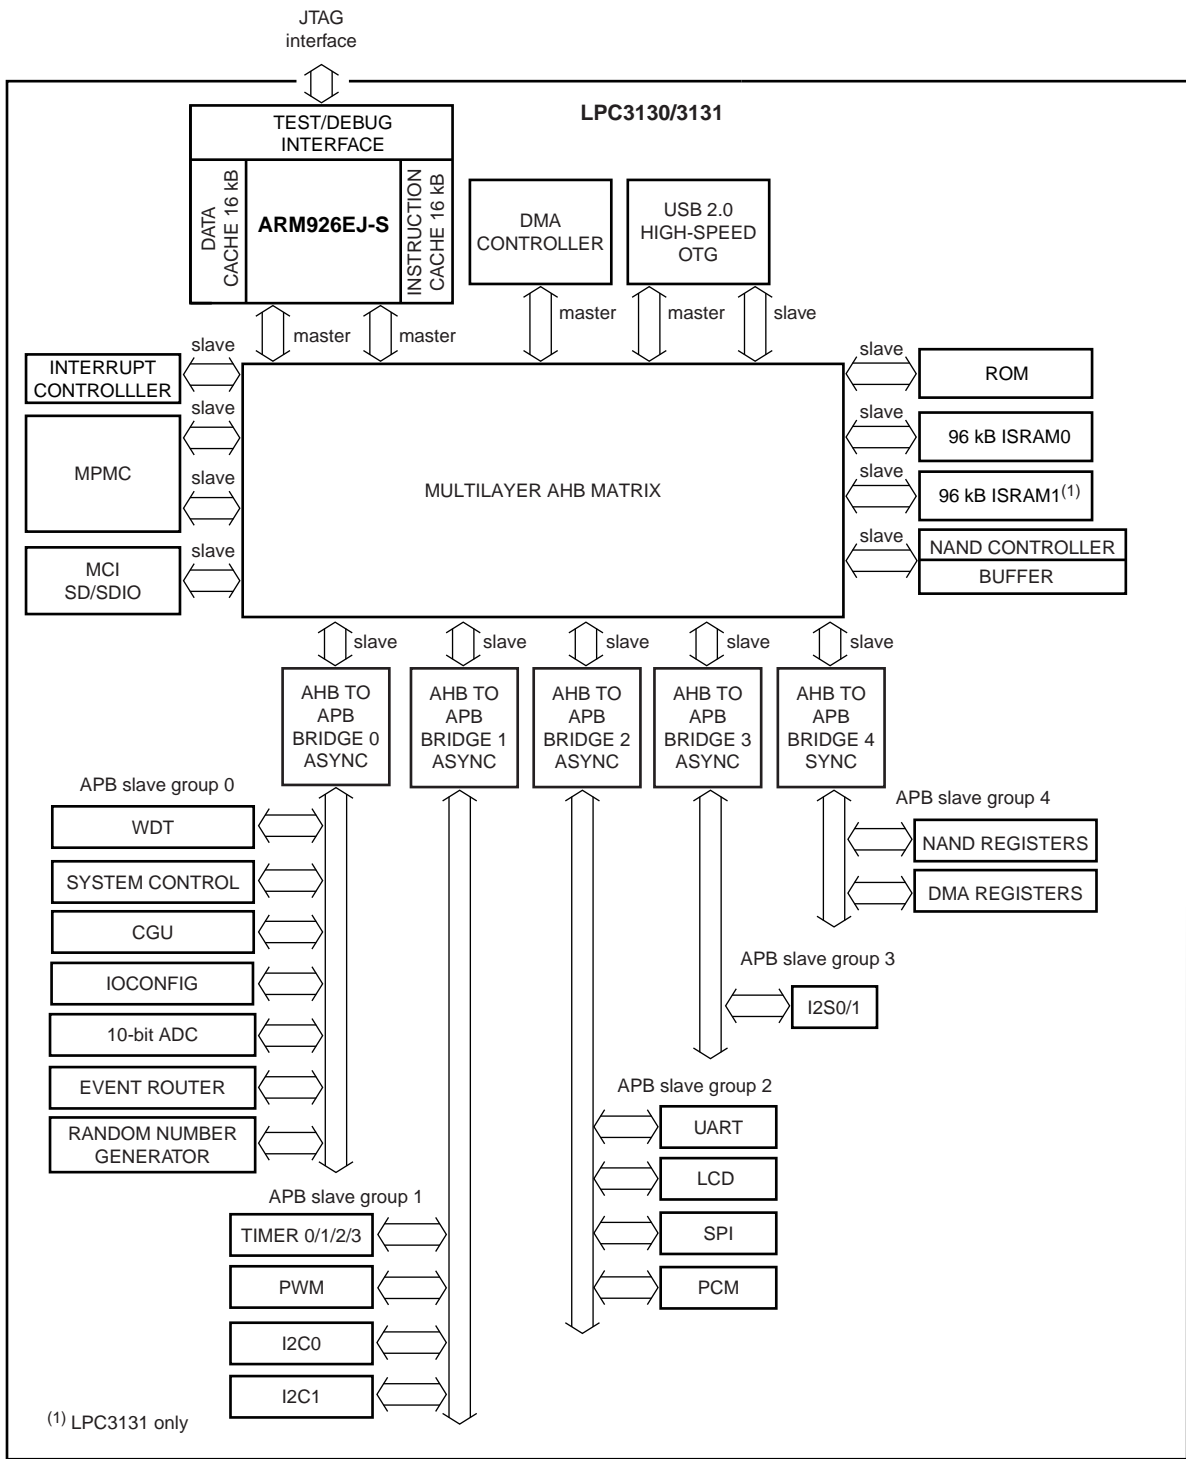 JTAG
interface
LPC3130/3131
TEST/DEBUG
INTERFACE
DATA
CACHE 16 kB
ARM926EJ-S
INSTRUCTION
CACHE 16 kB
DMA
CONTROLLER
USB 2.0
HIGH-SPEED
OTG
master
master
master
master
slave
slave
INTERRUPT
CONTROLLLER
slave
MPMC
slave
slave
MCI
SD/SDIO
MULTILAYER AHB MATRIX
slave
ROM
slave
96 kB ISRAM0
slave
96 kB ISRAM1(1)
slave
NAND CONTROLLER
BUFFER
slave
slave
slave
slave
slave
AHB TO
APB
BRIDGE 0
ASYNC
AHB TO
APB
BRIDGE 1
ASYNC
AHB TO
APB
BRIDGE 2
ASYNC
AHB TO
APB
BRIDGE 3
ASYNC
AHB TO
APB
BRIDGE 4
SYNC
APB slave group 0
WDT
SYSTEM CONTROL
CGU
IOCONFIG
10-bit ADC
EVENT ROUTER
RANDOM NUMBER
GENERATOR
APB slave group 4
NAND REGISTERS
DMA REGISTERS
APB slave group 3
I2S0/1
APB slave group 2
UART
LCD
SPI
PCM
APB slave group 1
TIMER 0/1/2/3
PWM
I2C0
I2C1
(1) LPC3131 only